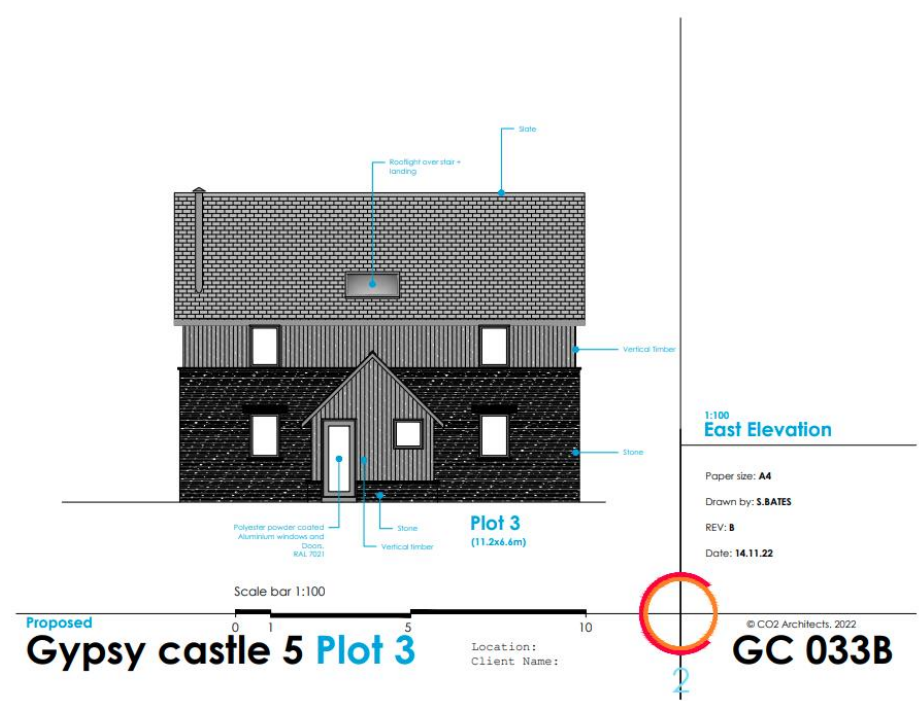 Slate
Rooflight over stair +
landing
Vertical Timber
1:100
East Elevation
Stone
Paper size: A4
Drawn by: S.BATES
REV: B
Date: 14.11.22
Polyester powder coated
Aluminium windows and
Doors.
RAL 7021
Stone
Vertical timber
Plot 3
(11.2x6.6m)
Scale bar 1:100
0 1 5 10
Proposed
Gypsy castle 5 Plot 3
Location:
Client Name:
© CO2 Architects, 2022
GC 033B
2